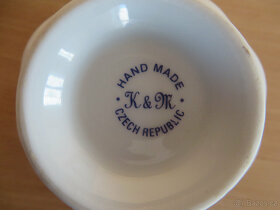 HAND MADE
K & M
• CZECH REPUBLIC •